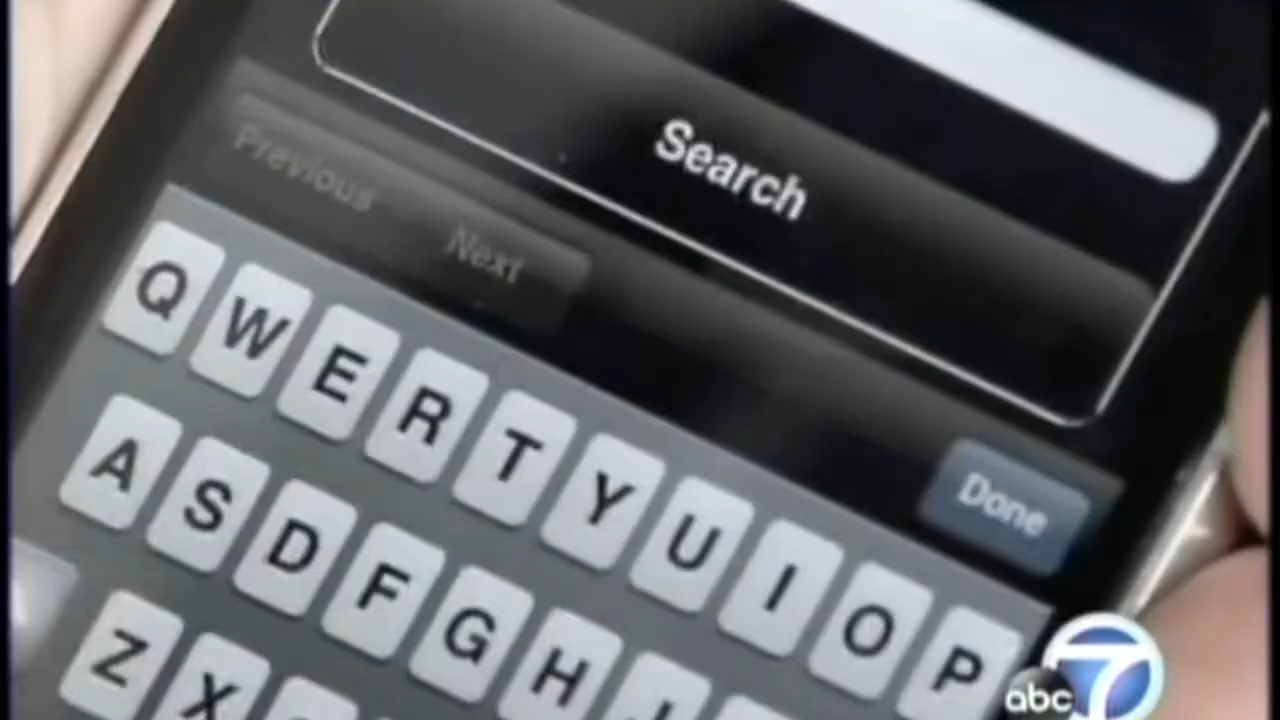 Search
Previous Next
Done
Q W E R T Y U I O P
A S D F G H J
Z X
abc 7